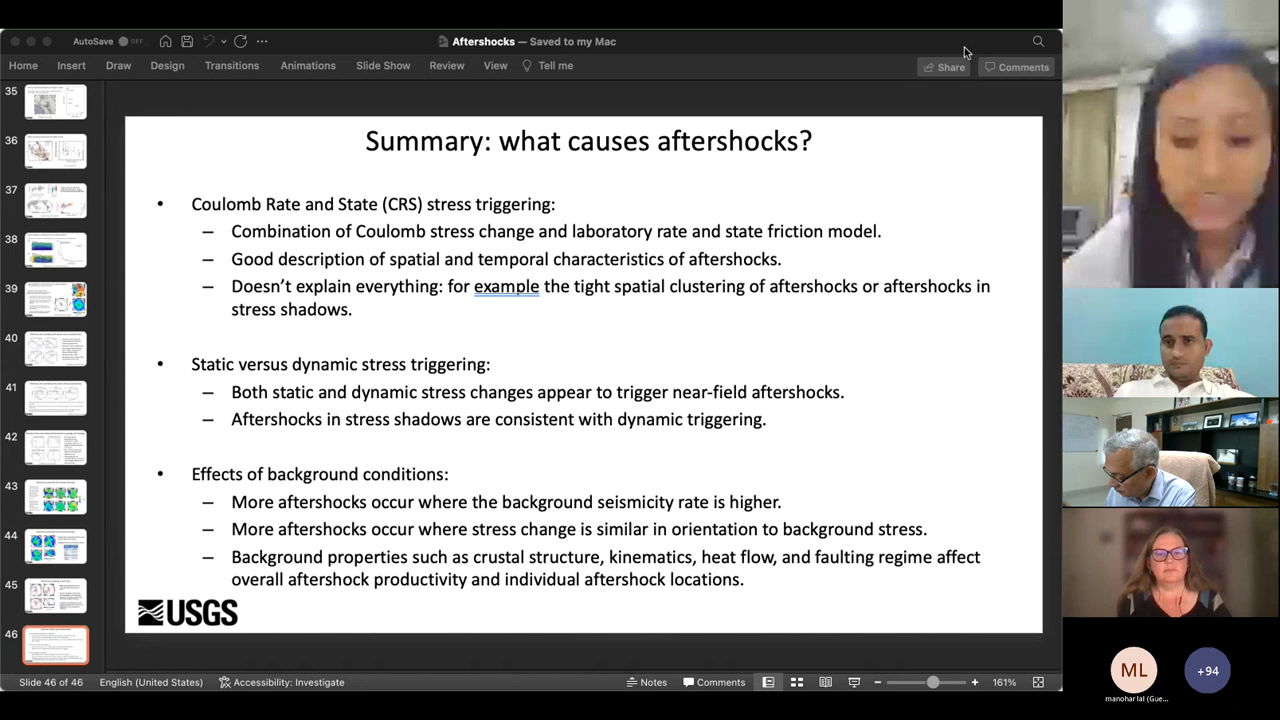 AutoSave OFF
Aftershocks — Saved to my Mac
Home Insert Draw Design Transitions Animations Slide Show Review View Tell me
Share Comments
35
36
37
38
39
40
41
42
43
44
45
46
Summary: what causes aftershocks?
• Coulomb Rate and State (CRS) stress triggering:
– Combination of Coulomb stress change and laboratory rate and state friction model.
– Good description of spatial and temporal characteristics of aftershocks.
– Doesn’t explain everything: for example the tight spatial clustering of aftershocks or aftershocks in
stress shadows.
• Static versus dynamic stress triggering:
– Both static and dynamic stress changes appear to trigger near-field aftershocks.
– Aftershocks in stress shadows are consistent with dynamic triggering.
• Effects of background conditions:
– More aftershocks occur where the background seismicity rate is higher.
– More aftershocks occur where stress change is similar in orientation to background stress.
– Background properties such as crustal structure, kinematics, heat flow, and faulting regime affect
overall aftershock productivity and individual aftershock locations.
USGS
Slide 46 of 46 English (United States) Accessibility: Investigate Notes Comments 161%
ML
+94
manohar lal (Gue...